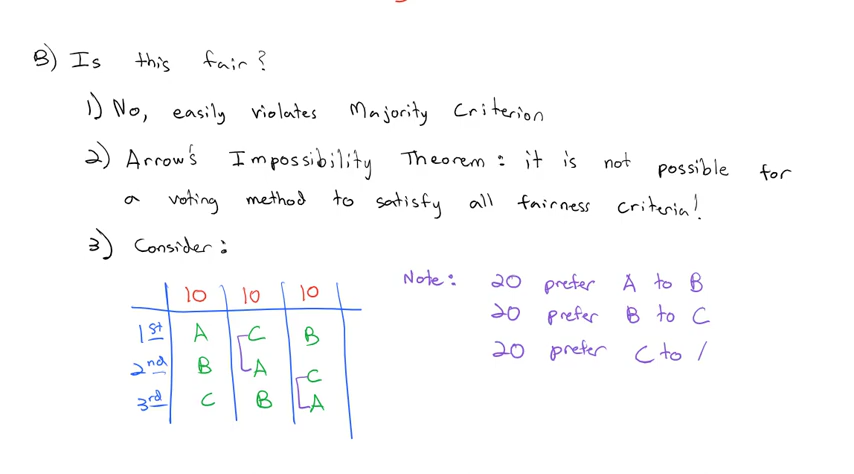 B) Is this fair?
1) No, easily violates Majority Criterion
2) Arrow's Impossibility Theorem: it is not possible for
a voting method to satisfy all fairness criteria!
3) Consider:
10 10 10
1st A C B
2nd B A C
3rd C B A
Note: 20 prefer A to B
20 prefer B to C
20 prefer C to